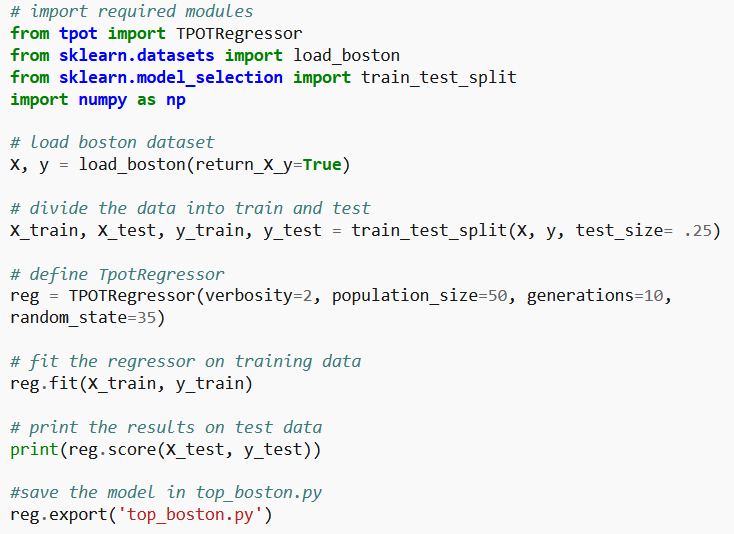 # import required modules
from tpot import TPOTRegressor
from sklearn.datasets import load_boston
from sklearn.model_selection import train_test_split
import numpy as np
# load boston dataset
X, y = load_boston(return_X_y=True)
# divide the data into train and test
X_train, X_test, y_train, y_test = train_test_split(X, y, test_size= .25)
# define TpotRegressor
reg = TPOTRegressor(verbosity=2, population_size=50, generations=10,
random_state=35)
# fit the regressor on training data
reg.fit(X_train, y_train)
# print the results on test data
print(reg.score(X_test, y_test))
#save the model in top_boston.py
reg.export('top_boston.py')